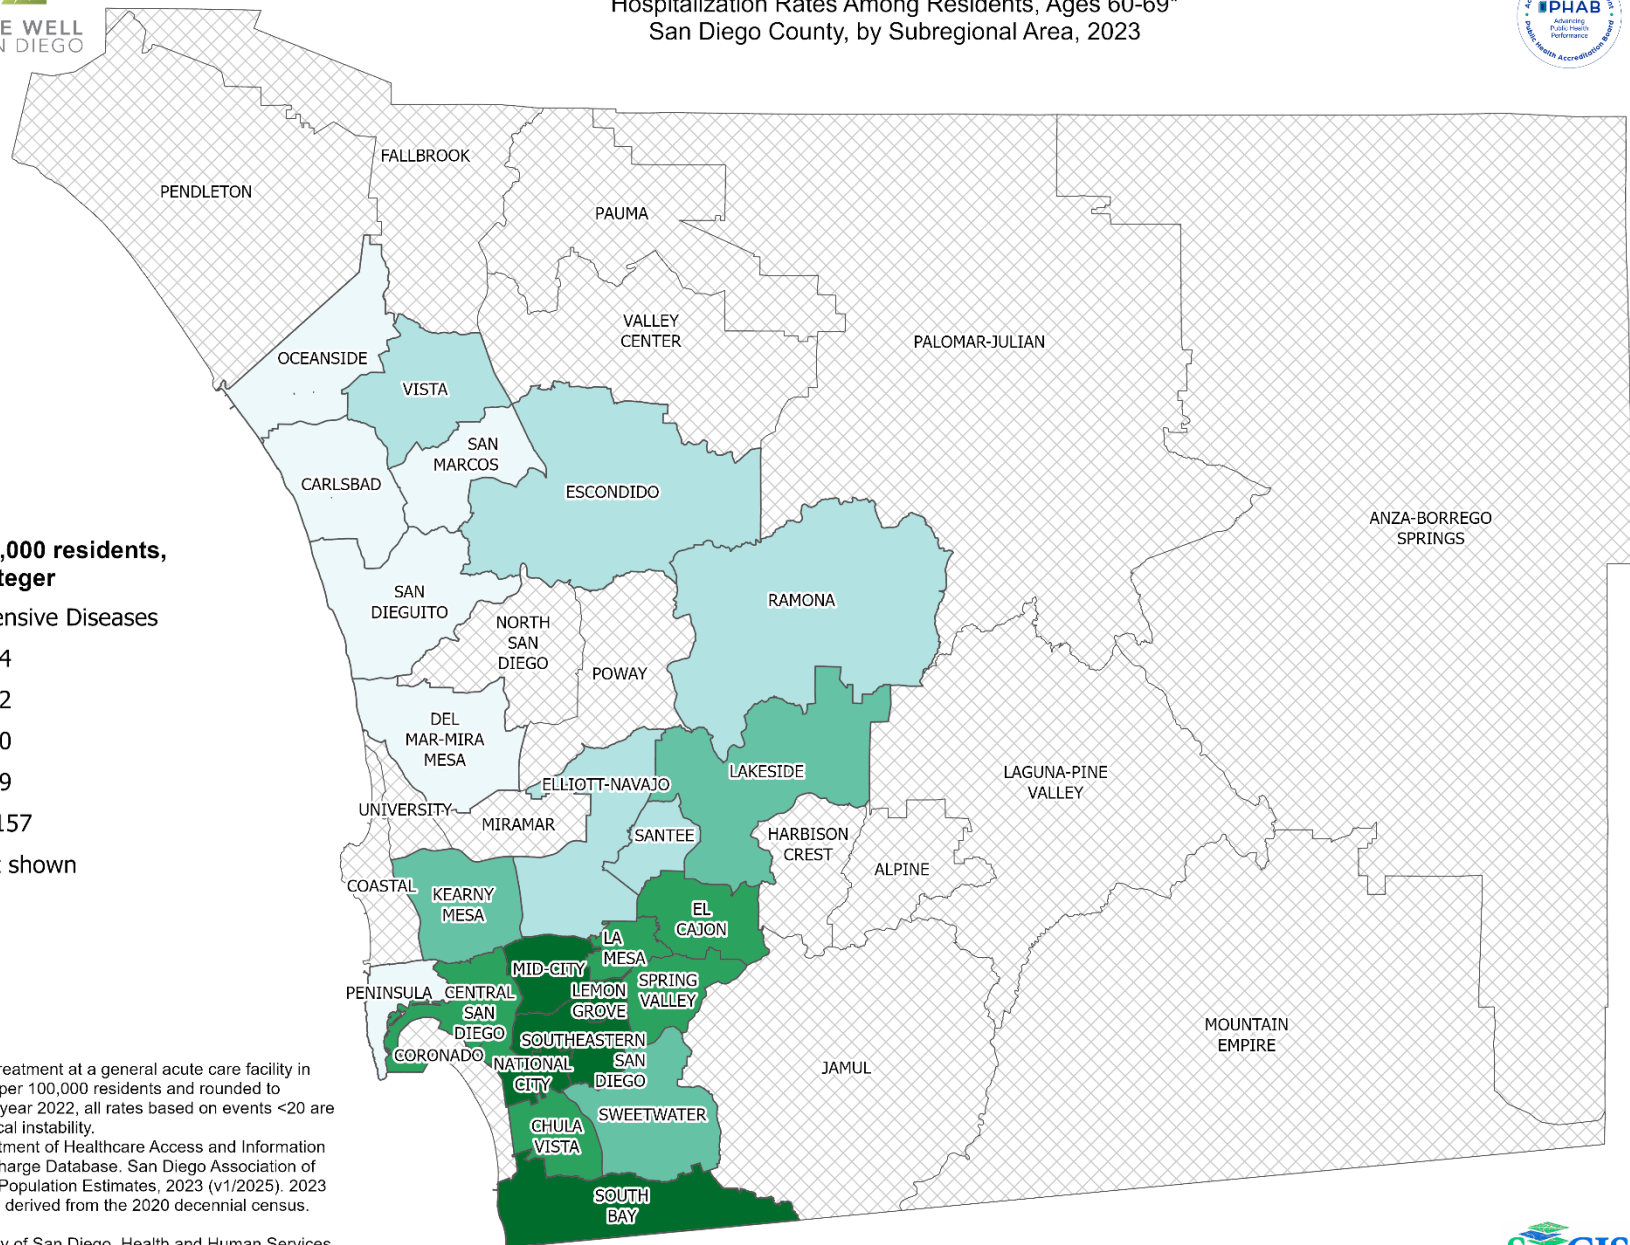 E WELL
N DIEGO
Hospitalization Rates Among Residents, Ages 60-69*
San Diego County, by Subregional Area, 2023
PHAB
Advancing
Public Health
Performance
Public Health Accreditation Board
FALLBROOK
PENDLETON
PAUMA
VALLEY
CENTER
PALOMAR-JULIAN
OCEANSIDE
VISTA
SAN
MARCOS
CARLSBAD
ESCONDIDO
ANZA-BORREGO
SPRINGS
,000 residents,
teger
ensive Diseases
4
2
0
9
157
t shown
SAN
DIEGUITO
RAMONA
NORTH
SAN
DIEGO
POWAY
DEL
MAR-MIRA
MESA
ELLIOTT-NAVAJO
LAKESIDE
LAGUNA-PINE
VALLEY
UNIVERSITY
MIRAMAR
SANTEE
HARBISON
CREST
ALPINE
COASTAL
KEARNY
MESA
EL
CAJON
LA
MESA
MID-CITY
PENINSULA
CENTRAL
SAN
DIEGO
LEMON
GROVE
SPRING
VALLEY
SOUTHEASTERN
SAN
DIEGO
CORONADO
NATIONAL
CITY
JAMUL
MOUNTAIN
EMPIRE
SWEETWATER
CHULA
VISTA
SOUTH
BAY
reatment at a general acute care facility in
per 100,000 residents and rounded to
year 2022, all rates based on events <20 are
cal instability.
tment of Healthcare Access and Information
harge Database. San Diego Association of
Population Estimates, 2023 (v1/2025). 2023
derived from the 2020 decennial census.
y of San Diego, Health and Human Services